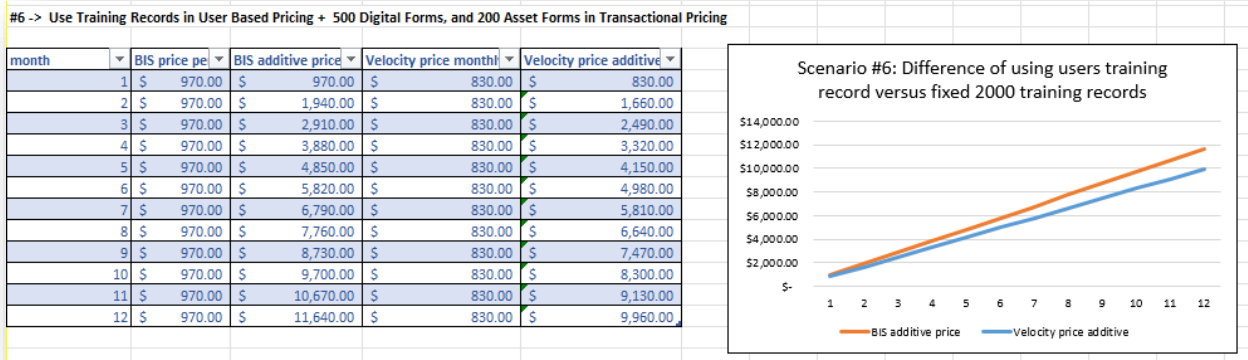 #6 -> Use Training Records in User Based Pricing + 500 Digital Forms, and 200 Asset Forms in Transactional Pricing
month BIS price pe BIS additive price Velocity price monthl Velocity price additive
1 $ 970.00 $ 970.00 $ 830.00 $ 830.00
2 $ 970.00 $ 1,940.00 $ 830.00 $ 1,660.00
3 $ 970.00 $ 2,910.00 $ 830.00 $ 2,490.00
4 $ 970.00 $ 3,880.00 $ 830.00 $ 3,320.00
5 $ 970.00 $ 4,850.00 $ 830.00 $ 4,150.00
6 $ 970.00 $ 5,820.00 $ 830.00 $ 4,980.00
7 $ 970.00 $ 6,790.00 $ 830.00 $ 5,810.00
8 $ 970.00 $ 7,760.00 $ 830.00 $ 6,640.00
9 $ 970.00 $ 8,730.00 $ 830.00 $ 7,470.00
10 $ 970.00 $ 9,700.00 $ 830.00 $ 8,300.00
11 $ 970.00 $ 10,670.00 $ 830.00 $ 9,130.00
12 $ 970.00 $ 11,640.00 $ 830.00 $ 9,960.00
Scenario #6: Difference of using users training
record versus fixed 2000 training records
$14,000.00
$12,000.00
$10,000.00
$8,000.00
$6,000.00
$4,000.00
$2,000.00
$-
1 2 3 4 5 6 7 8 9 10 11 12
BIS additive price Velocity price additive